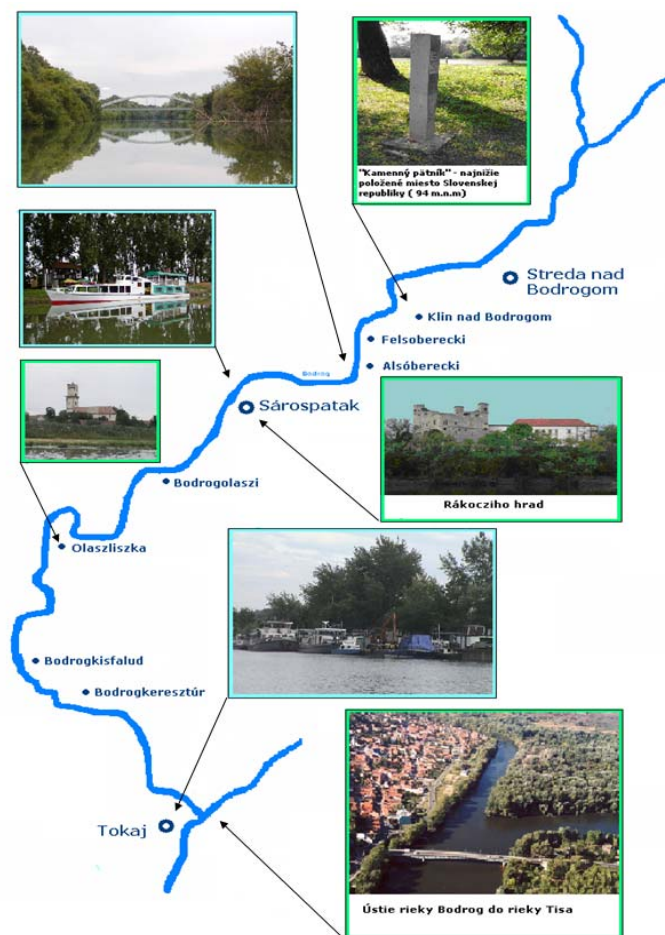 "Kamenný pätník" - najnižie
položené miesto Slovenskej
republiky ( 94 m.n.m)
Streda nad
Bodrogom
Klin nad Bodrogom
Felsoberecki
Alsóberecki
Bodrog
Sárospatak
Rákocziho hrad
Bodrogolaszi
Olaszliszka
Bodrogkisfalud
Bodrogkeresztúr
Tokaj
Ústie rieky Bodrog do rieky Tisa